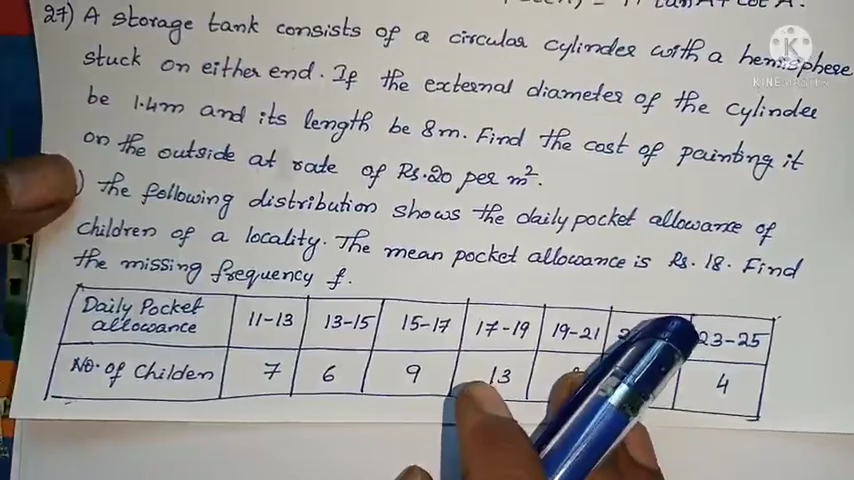 tan A + cot A.
27) A storage tank consists of a circular cylinder with a hemisphere
stuck on either end. If the external diameter of the cylinder
be 1.4m and its length be 8m. Find the cost of painting it
on the outside at rate of Rs.20 per m².
) The following distribution shows the daily pocket allowance of
children of a locality. The mean pocket allowance is Rs. 18. Find
the missing frequency f.
Daily Pocket allowance 11-13 13-15 15-17 17-19 19-21 23-25
No. of Childen 7 6 9 13 4
K
KINE MASTER